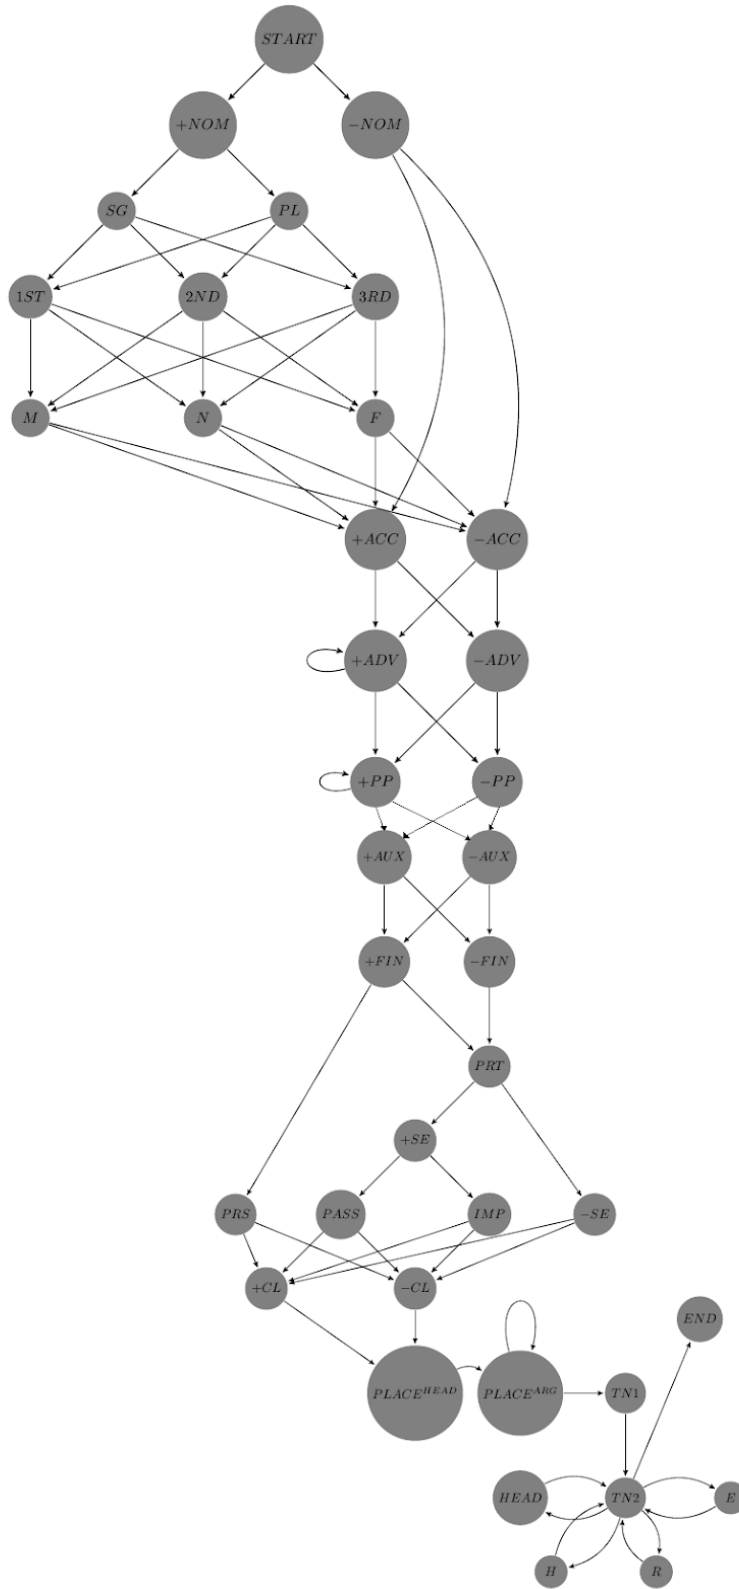 START
+NOM
−NOM
SG
PL
1ST
2ND
3RD
M
N
F
+ACC
−ACC
+ADV
−ADV
+PP
−PP
+AUX
−AUX
+FIN
−FIN
PRT
+SE
PRS
PASS
IMP
−SE
+CL
−CL
END
PLACE^HEAD
PLACE^ARG
TN1
HEAD
TN2
E
H
R